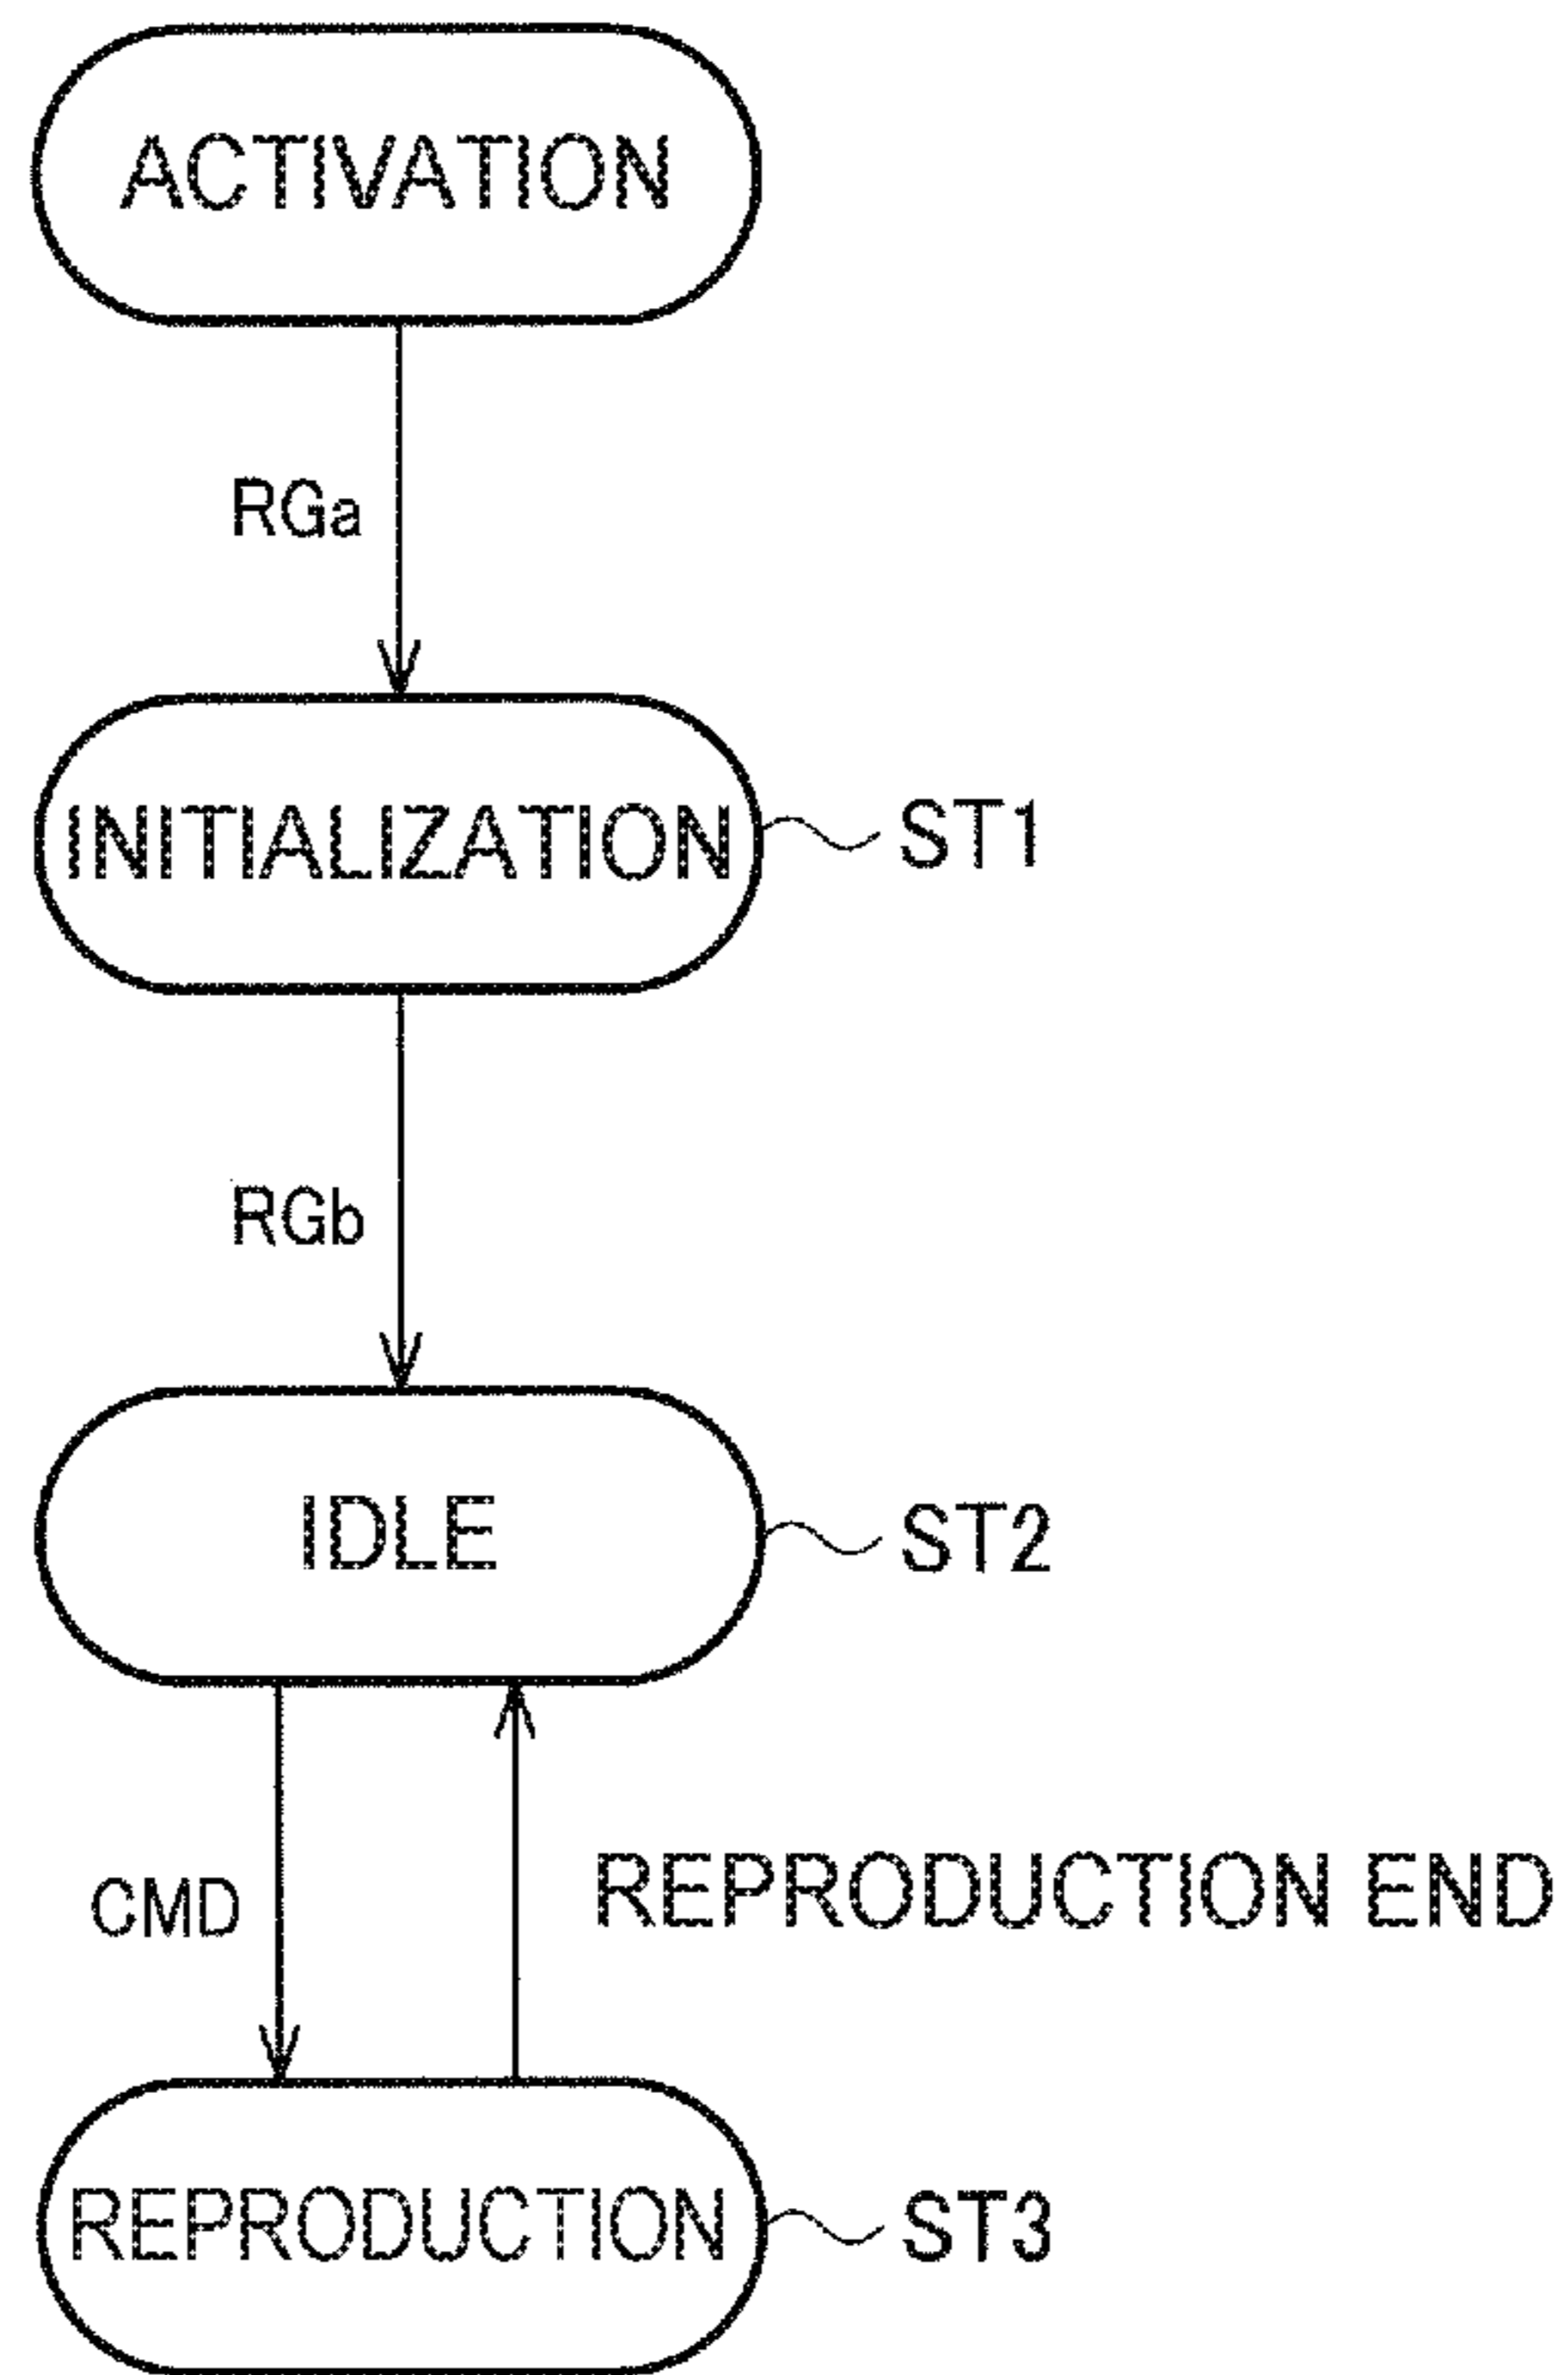 ACTIVATION
RGa
INITIALIZATION
ST1
RGb
IDLE
ST2
CMD
REPRODUCTION END
REPRODUCTION
ST3